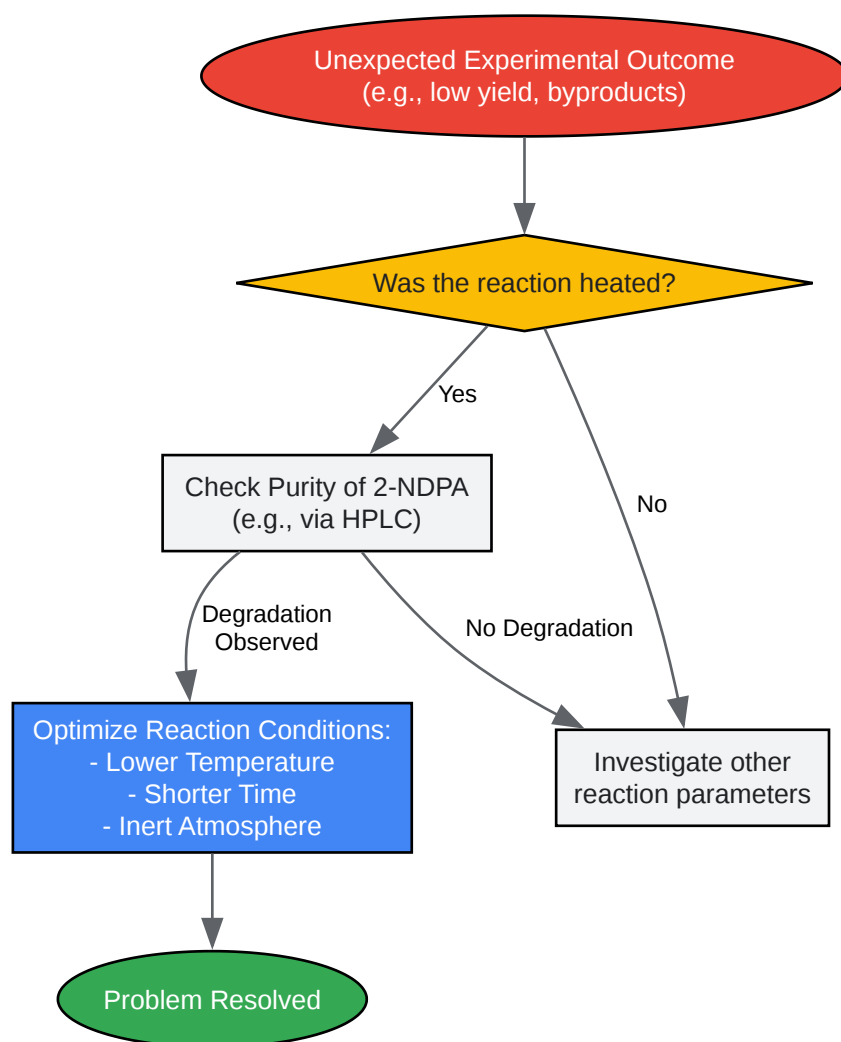 Unexpected Experimental Outcome
(e.g., low yield, byproducts)
Was the reaction heated?
Yes
Check Purity of 2-NDPA
(e.g., via HPLC)
No
Degradation
Observed
No Degradation
Optimize Reaction Conditions:
- Lower Temperature
- Shorter Time
- Inert Atmosphere
Investigate other
reaction parameters
Problem Resolved